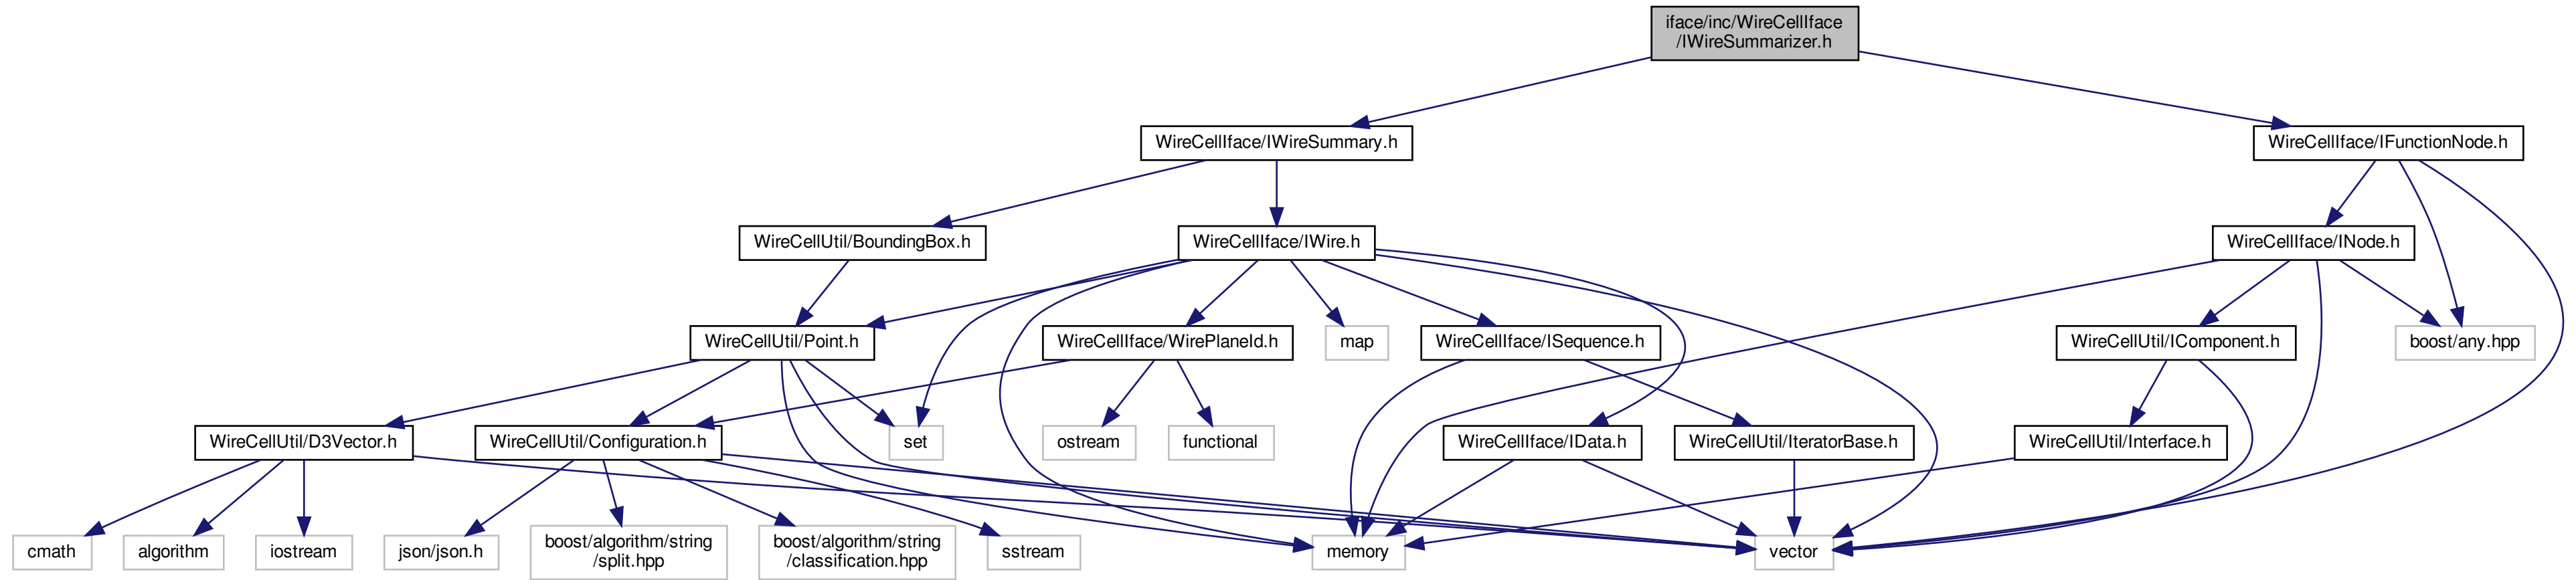 iface/inc/WireCellIface
/IWireSummarizer.h
WireCellIface/IWireSummary.h
WireCellIface/IFunctionNode.h
WireCellUtil/BoundingBox.h
WireCellIface/IWire.h
WireCellIface/INode.h
WireCellUtil/Point.h
WireCellIface/WirePlaneId.h
map
WireCellIface/ISequence.h
WireCellUtil/IComponent.h
boost/any.hpp
WireCellUtil/D3Vector.h
WireCellUtil/Configuration.h
set
ostream
functional
WireCellIface/IData.h
WireCellUtil/IteratorBase.h
WireCellUtil/Interface.h
cmath
algorithm
iostream
json/json.h
boost/algorithm/string
/split.hpp
boost/algorithm/string
/classification.hpp
sstream
memory
vector